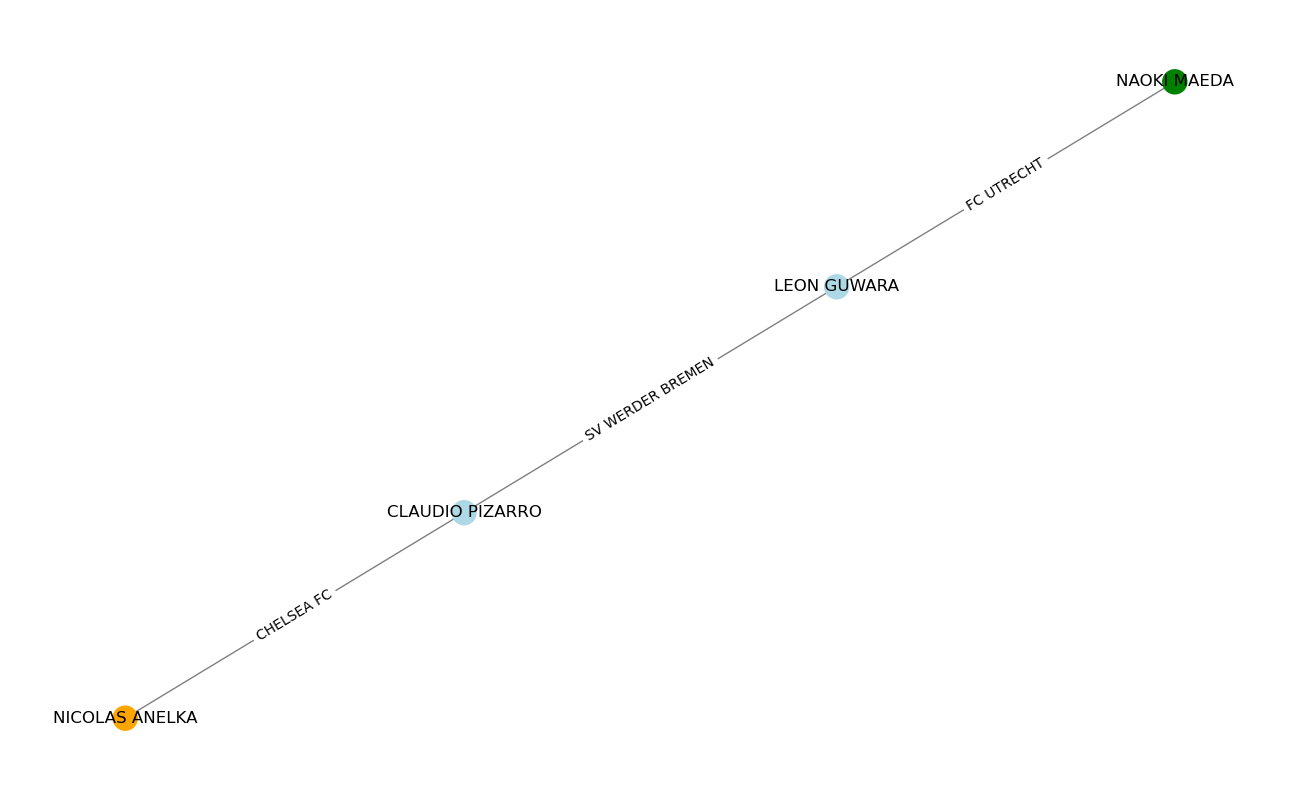 NAOKI MAEDA
FC UTRECHT
LEON GUWARA
SV WERDER BREMEN
CLAUDIO PIZARRO
CHELSEA FC
NICOLAS ANELKA